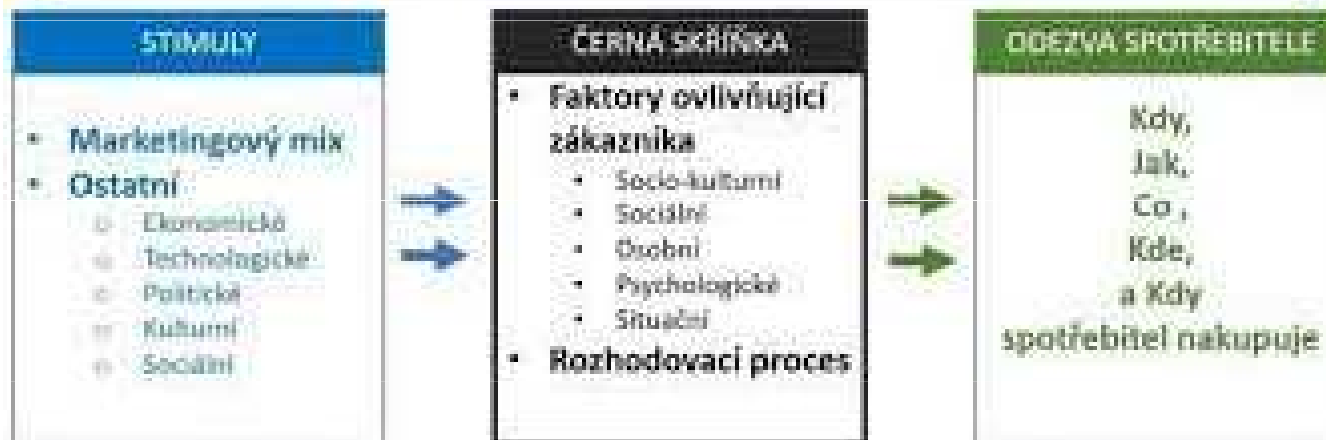 STIMULY
• Marketingový mix
• Ostatní
o Ekonomické
o Technologické
o Politické
o Kulturní
o Sociální
ČERNÁ SKŘÍŇKA
• Faktory ovlivňující
zákazníka
• Socio-kulturní
• Sociální
• Osobní
• Psychologické
• Situační
• Rozhodovací proces
ODEZVA SPOTŘEBITELE
Kdy,
Jak,
Co ,
Kde,
a Kdy
spotřebitel nakupuje